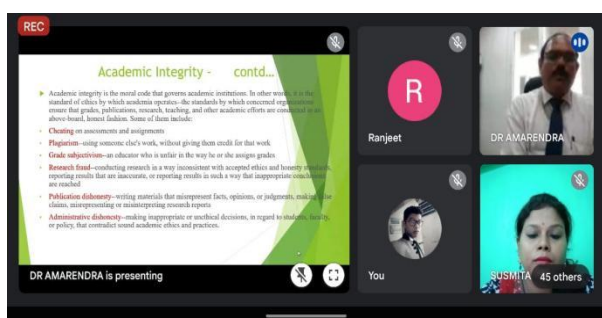 REC
Academic Integrity - contd...
Academic integrity is the moral code that governs academic institutions. In other words, it is the
standard of ethics by which academia operates--the standards by which concerned organizations
ensure that grades, publications, research, teaching, and other academic efforts are conducted in an
above-board, honest fashion. Some of them include:
Cheating on assessments and assignments
Plagiarism--using someone else's work, without giving them credit for that work
Grade subjectivism--an educator who is unfair in the way he or she assigns grades
Research fraud--conducting research in a way inconsistent with accepted ethics and honesty standards,
reporting results that are inaccurate, or reporting results in such a way that inappropriate conclusions
are reached
Publication dishonesty--writing materials that misrepresent facts, opinions, or judgments, making
claims, misrepresenting or misinterpreting research reports
Administrative dishonesty--making inappropriate or unethical decisions, in regard to students, faculty,
or policy, that contradict sound academic ethics and practices.
DR AMARENDRA is presenting
R
Ranjeet
DR AMARENDRA
You
SUSMITA
45 others